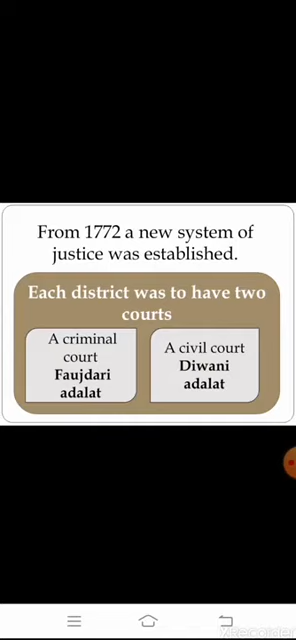 From 1772 a new system of
justice was established.
Each district was to have two
courts
A criminal
court
Faujdari
adalat
A civil court
Diwani
adalat